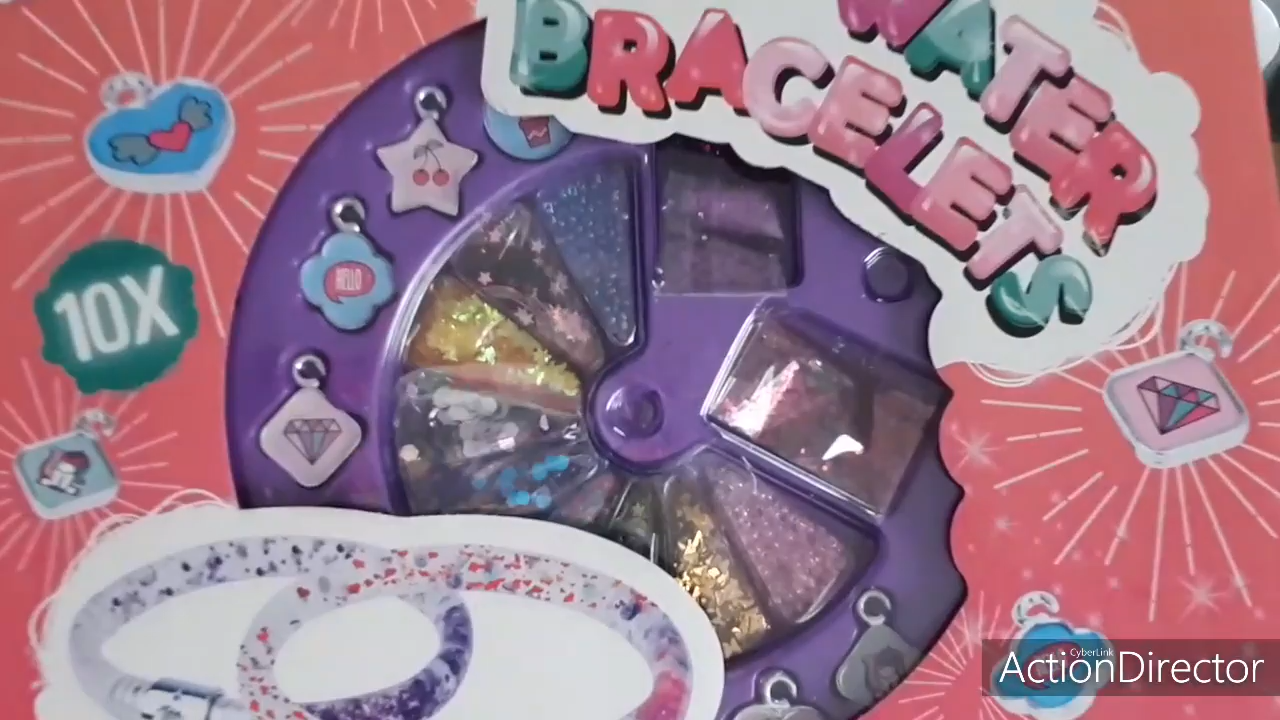 WATER
BRACELETS
HELLO
10X
CyberLink
ActionDirector